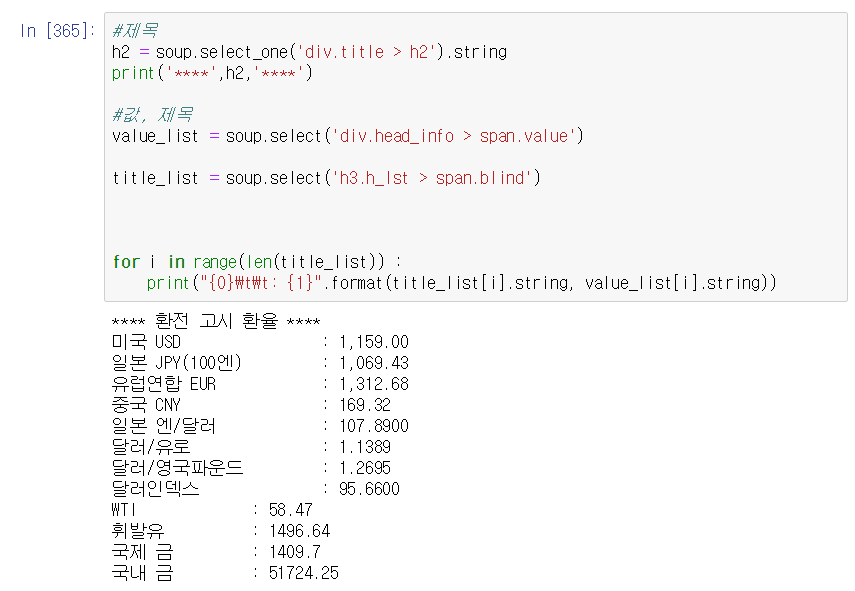 In [365]:
#제목
h2 = soup.select_one('div.title > h2').string
print('****',h2,'****')
#값, 제목
value_list = soup.select('div.head_info > span.value')
title_list = soup.select('h3.h_lst > span.blind')
for i in range(len(title_list)) :
print("{0}₩t₩t: {1}".format(title_list[i].string, value_list[i].string))
**** 환전 고시 환율 ****
미국 USD : 1,159.00
일본 JPY(100엔) : 1,069.43
유럽연합 EUR : 1,312.68
중국 CNY : 169.32
일본 엔/달러 : 107.8900
달러/유로 : 1.1389
달러/영국파운드 : 1.2695
달러인덱스 : 95.6600
WTI : 58.47
휘발유 : 1496.64
국제 금 : 1409.7
국내 금 : 51724.25